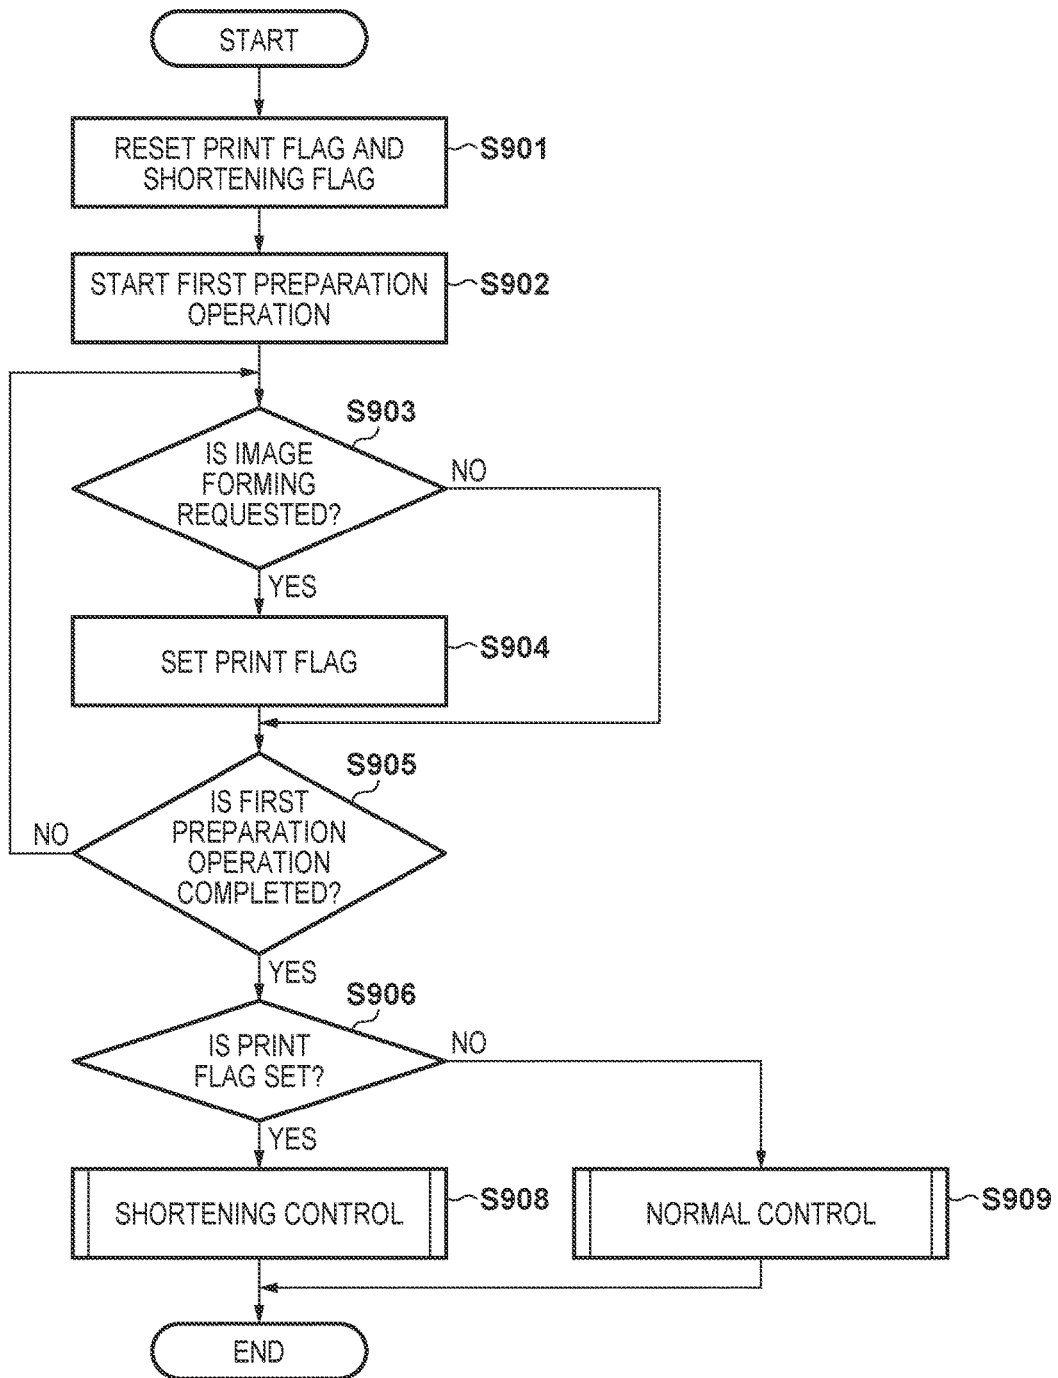 START
RESET PRINT FLAG AND
SHORTENING FLAG
S901
START FIRST PREPARATION
OPERATION
S902
S903
IS IMAGE
FORMING
REQUESTED?
NO
YES
SET PRINT FLAG
S904
S905
IS FIRST
PREPARATION
OPERATION
COMPLETED?
NO
YES
S906
IS PRINT
FLAG SET?
NO
YES
SHORTENING CONTROL
S908
NORMAL CONTROL
S909
END